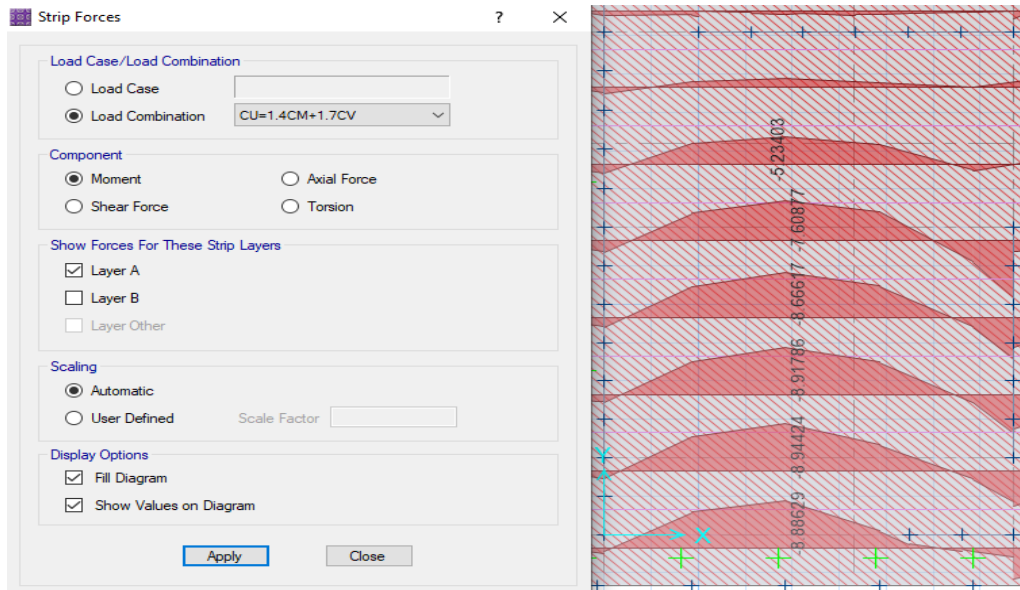 Strip Forces
?
Load Case/Load Combination
Load Case
Load Combination
CU=1.4CM+1.7CV
Component
Moment
Axial Force
Shear Force
Torsion
Show Forces For These Strip Layers
Layer A
Layer B
Layer Other
Scaling
Automatic
User Defined
Scale Factor
Display Options
Fill Diagram
Show Values on Diagram
Apply
Close
-5.23403
-7.60877
-8.66617
-8.91786
-8.94424
-8.88629
Y
X